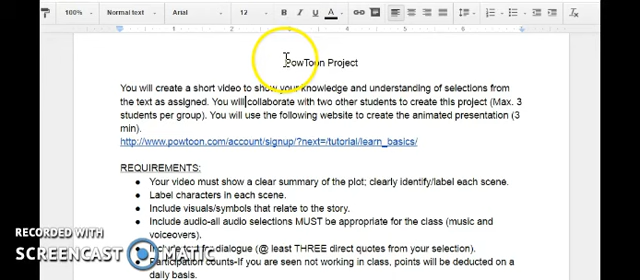 100% Normal text Arial 12 B I U A
PowToon Project
You will create a short video to show your knowledge and understanding of selections from
the text as assigned. You will collaborate with two other students to create this project (Max. 3
students per group). You will use the following website to create the animated presentation (3
min).
http://www.powtoon.com/account/signup/?next=/tutorial/learn_basics/
REQUIREMENTS:
● Your video must show a clear summary of the plot; clearly identify/label each scene.
● Label characters in each scene.
● Include visuals/symbols that relate to the story.
● Include audio-all audio selections MUST be appropriate for the class (music and
voiceovers).
● Include text for dialogue (@ least THREE direct quotes from your selection).
● Participation counts-If you are seen not working in class, points will be deducted on a
daily basis.
RECORDED WITH
SCREENCAST MATIC